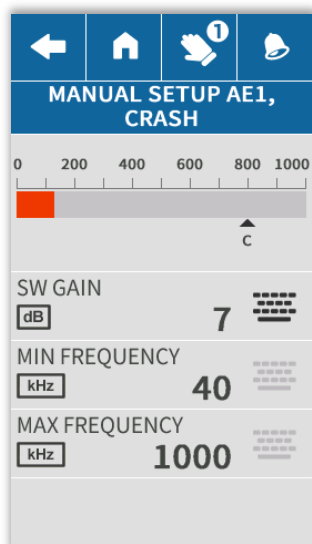 1
MANUAL SETUP AE1,
CRASH
0 200 400 600 800 1000
C
SW GAIN
dB 7
MIN FREQUENCY
kHz 40
MAX FREQUENCY
kHz 1000